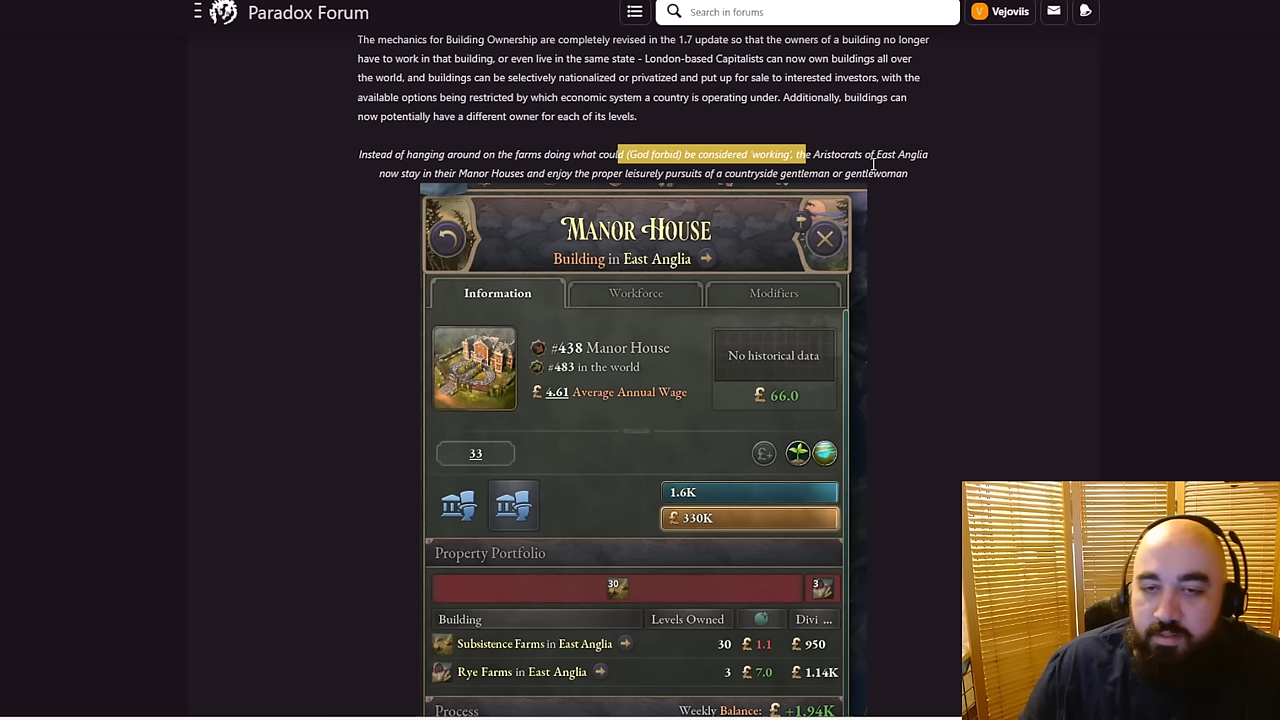 Paradox Forum
Search in forums
V Vejoviis
The mechanics for Building Ownership are completely revised in the 1.7 update so that the owners of a building no longer
have to work in that building, or even live in the same state - London-based Capitalists can now own buildings all over
the world, and buildings can be selectively nationalized or privatized and put up for sale to interested investors, with the
available options being restricted by which economic system a country is operating under. Additionally, buildings can
now potentially have a different owner for each of its levels.
Instead of hanging around on the farms doing what could (God forbid) be considered 'working', the Aristocrats of East Anglia
now stay in their Manor Houses and enjoy the proper leisurely pursuits of a countryside gentleman or gentlewoman
Manor House
Building in East Anglia
Information
Workforce
Modifiers
#438 Manor House
#483 in the world
£ 4.61 Average Annual Wage
No historical data
£ 66.0
33
£+
1.6K
£ 330K
Property Portfolio
30
3
Building
Levels Owned
Divi ...
Subsistence Farms in East Anglia
30
£ 1.1
£ 950
Rye Farms in East Anglia
3
£ 7.0
£ 1.14K
Process
Weekly Balance: £ +1.94K